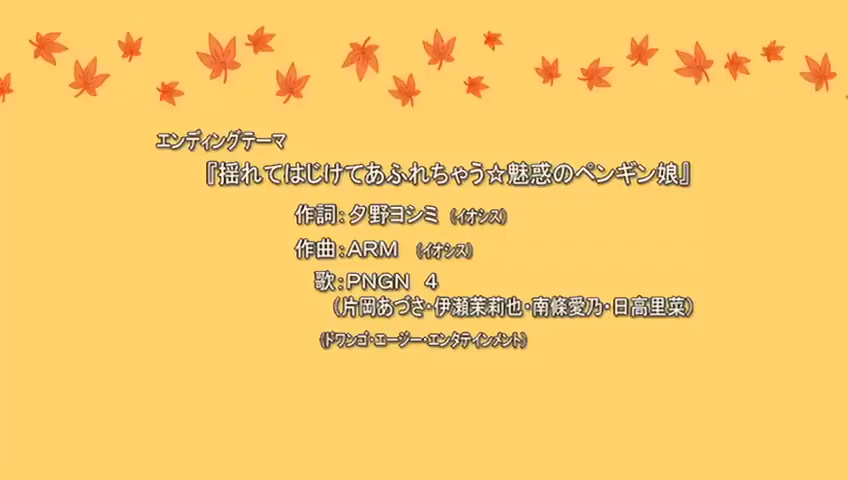 エンディングテーマ
『揺れてはじけてあふれちゃう☆魅惑のペンギン娘』
作詞：夕野ヨシミ（イオシス）
作曲：ARM（イオシス）
歌：PNGN 4
（片岡あづさ・伊瀬茉莉也・南條愛乃・日高里菜）
（ドワンゴ・エージー・エンタテインメント）